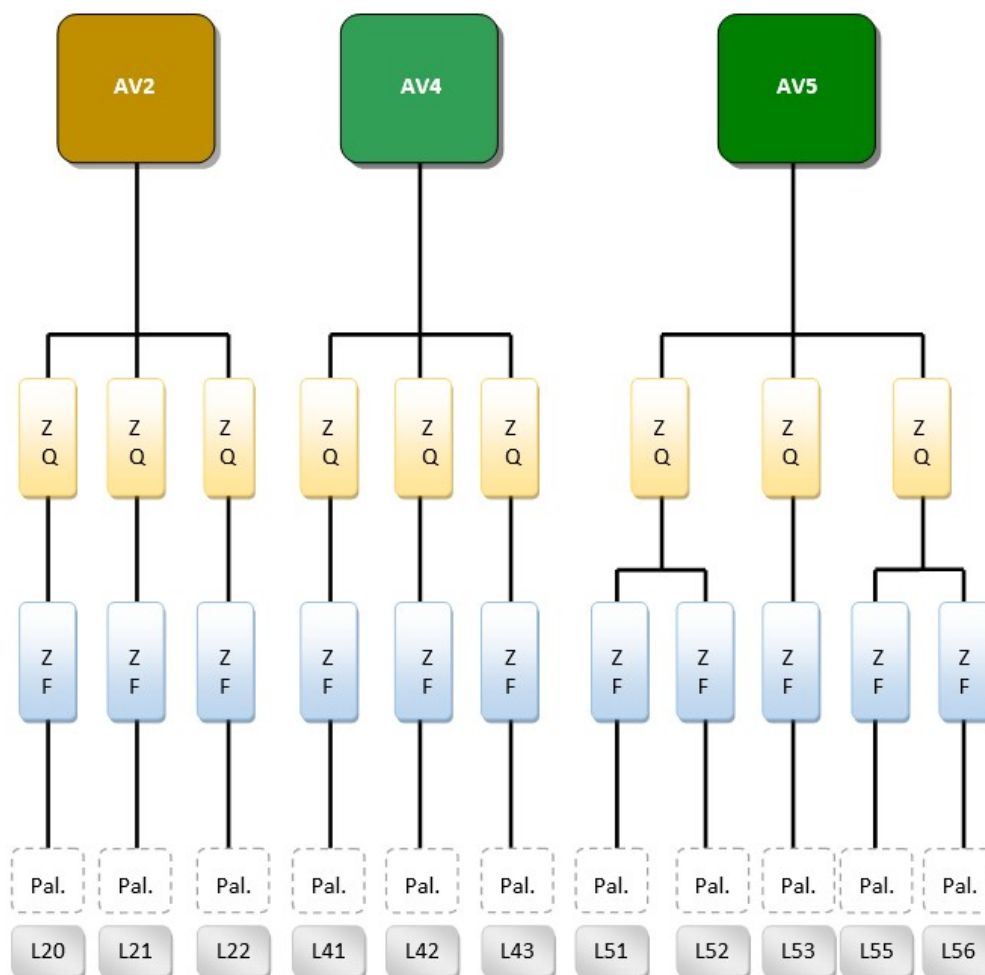 AV2 AV4 AV5
Z Z Z Z Z Z Z Z Z
Q Q Q Q Q Q Q Q Q
Z Z Z Z Z Z Z Z Z Z Z
F F F F F F F F F F F
Pal. Pal. Pal. Pal. Pal. Pal. Pal. Pal. Pal. Pal. Pal.
L20 L21 L22 L41 L42 L43 L51 L52 L53 L55 L56